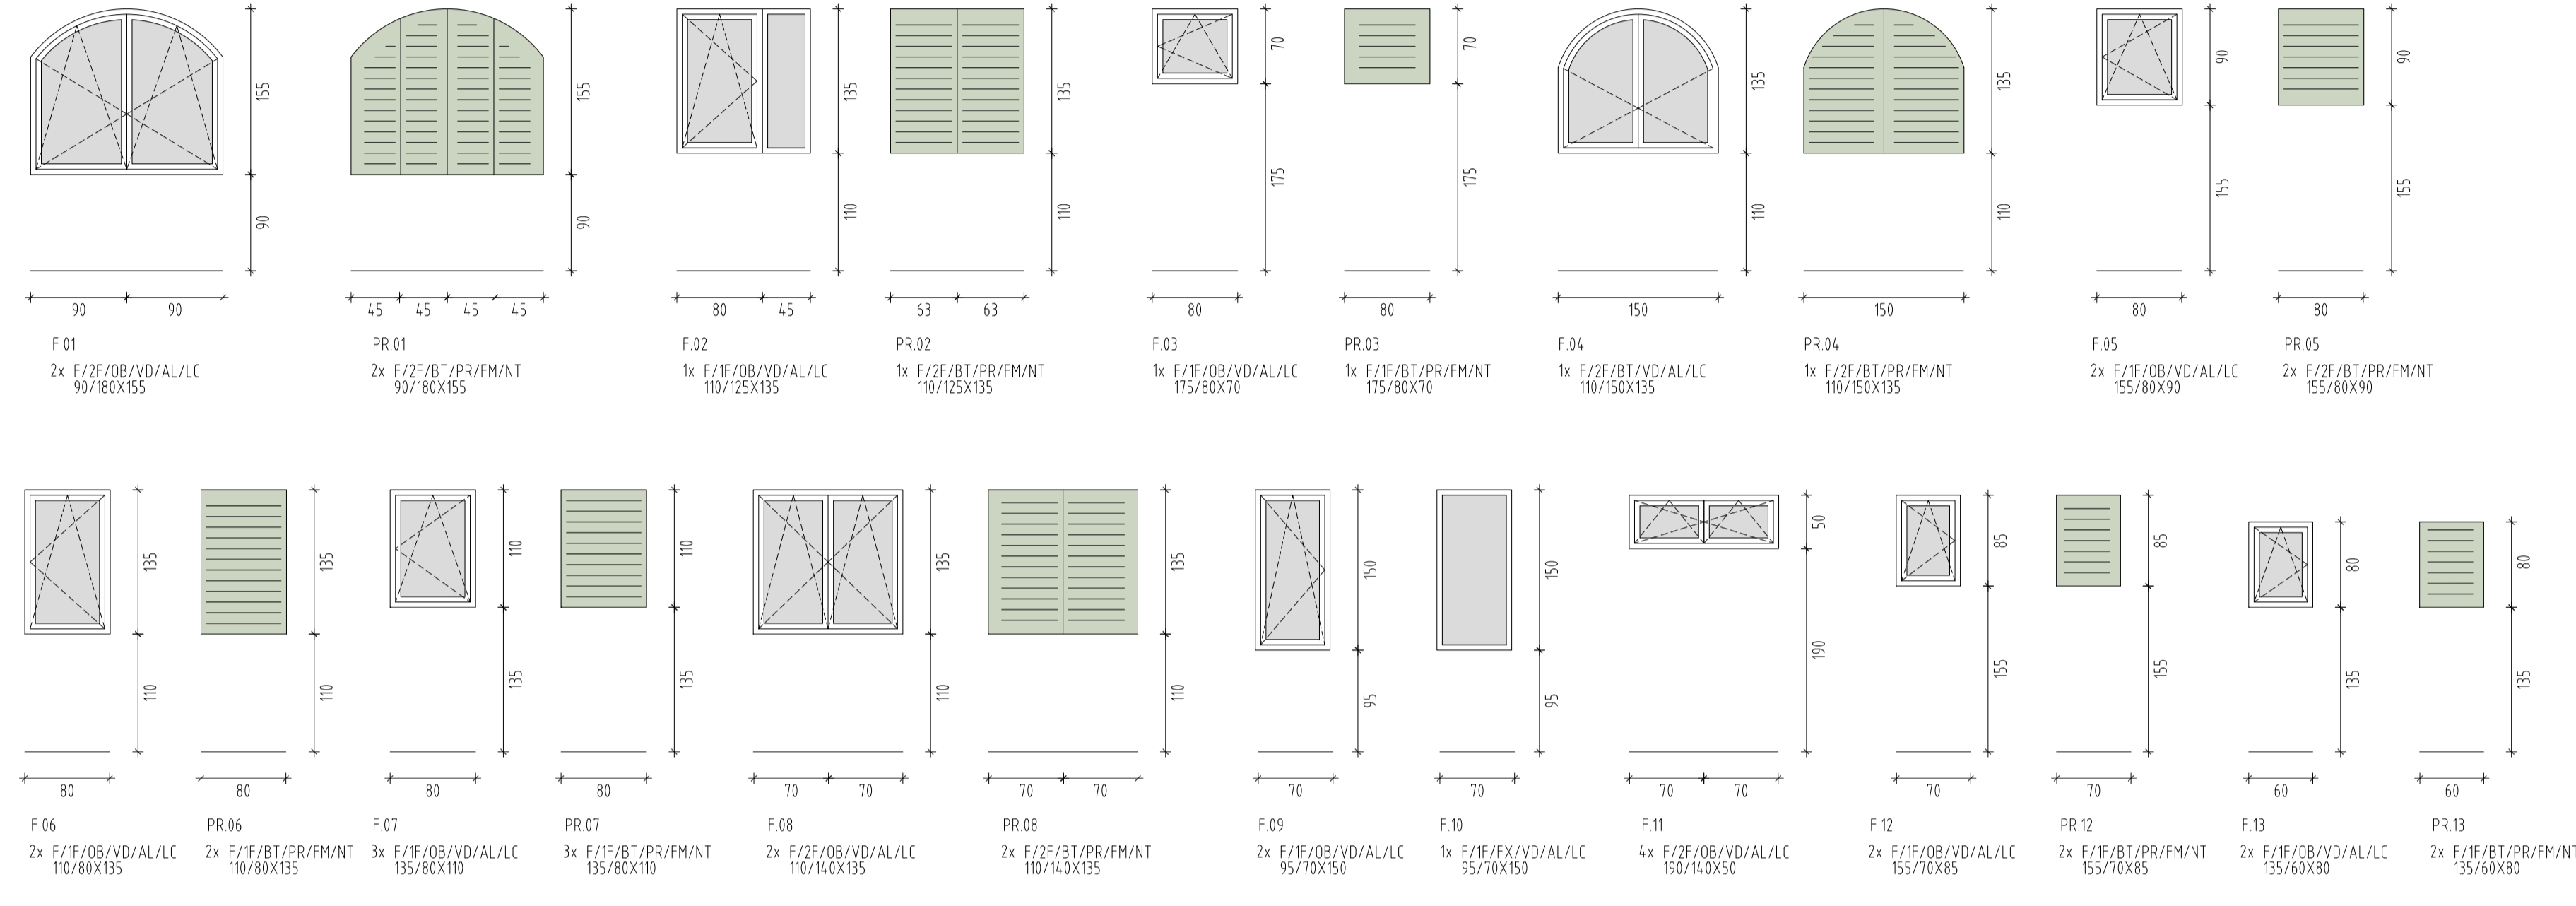 155
90
90 90
F.01
2x F/2F/OB/VD/AL/LC
90/180X155
155
90
45 45 45 45
PR.01
2x F/2F/BT/PR/FM/NT
90/180X155
135
110
80 45
F.02
1x F/1F/OB/VD/AL/LC
110/125X135
135
110
63 63
PR.02
1x F/2F/BT/PR/FM/NT
110/125X135
70
175
80
F.03
1x F/1F/OB/VD/AL/LC
175/80X70
70
175
80
PR.03
1x F/1F/BT/PR/FM/NT
175/80X70
135
110
150
F.04
1x F/2F/BT/VD/AL/LC
110/150X135
135
110
150
PR.04
1x F/2F/BT/PR/FM/NT
110/150X135
90
155
80
F.05
2x F/1F/OB/VD/AL/LC
155/80X90
90
155
80
PR.05
2x F/2F/BT/PR/FM/NT
155/80X90
135
110
80
F.06
2x F/1F/OB/VD/AL/LC
110/80X135
135
110
80
PR.06
2x F/1F/BT/PR/FM/NT
110/80X135
110
135
80
F.07
3x F/1F/OB/VD/AL/LC
135/80X110
110
135
80
PR.07
3x F/1F/BT/PR/FM/NT
135/80X110
135
110
70 70
F.08
2x F/2F/OB/VD/AL/LC
110/140X135
135
110
70 70
PR.08
2x F/2F/BT/PR/FM/NT
110/140X135
150
95
70
F.09
2x F/1F/OB/VD/AL/LC
95/70X150
150
95
70
F.10
1x F/1F/FX/VD/AL/LC
95/70X150
50
190
70 70
F.11
4x F/2F/OB/VD/AL/LC
190/140X50
85
155
70
F.12
2x F/1F/OB/VD/AL/LC
155/70X85
85
155
70
PR.12
2x F/1F/BT/PR/FM/NT
155/70X85
80
135
60
F.13
2x F/1F/OB/VD/AL/LC
135/60X80
80
135
60
PR.13
2x F/1F/BT/PR/FM/NT
135/60X80